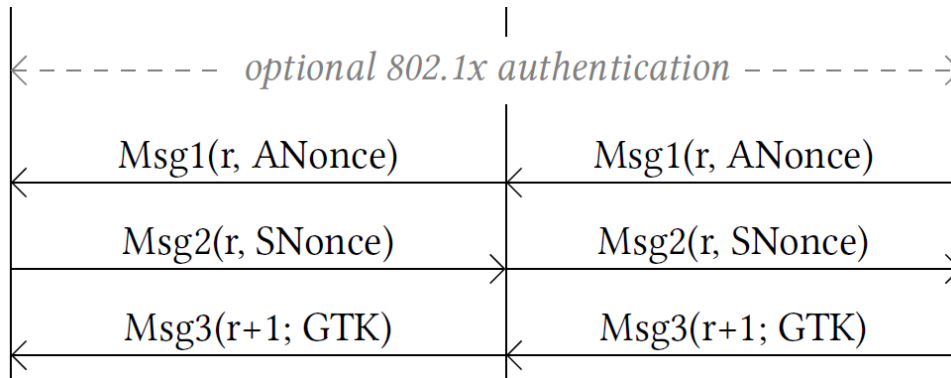 optional 802.1x authentication
Msg1(r, ANonce) Msg1(r, ANonce)
Msg2(r, SNonce) Msg2(r, SNonce)
Msg3(r+1; GTK) Msg3(r+1; GTK)